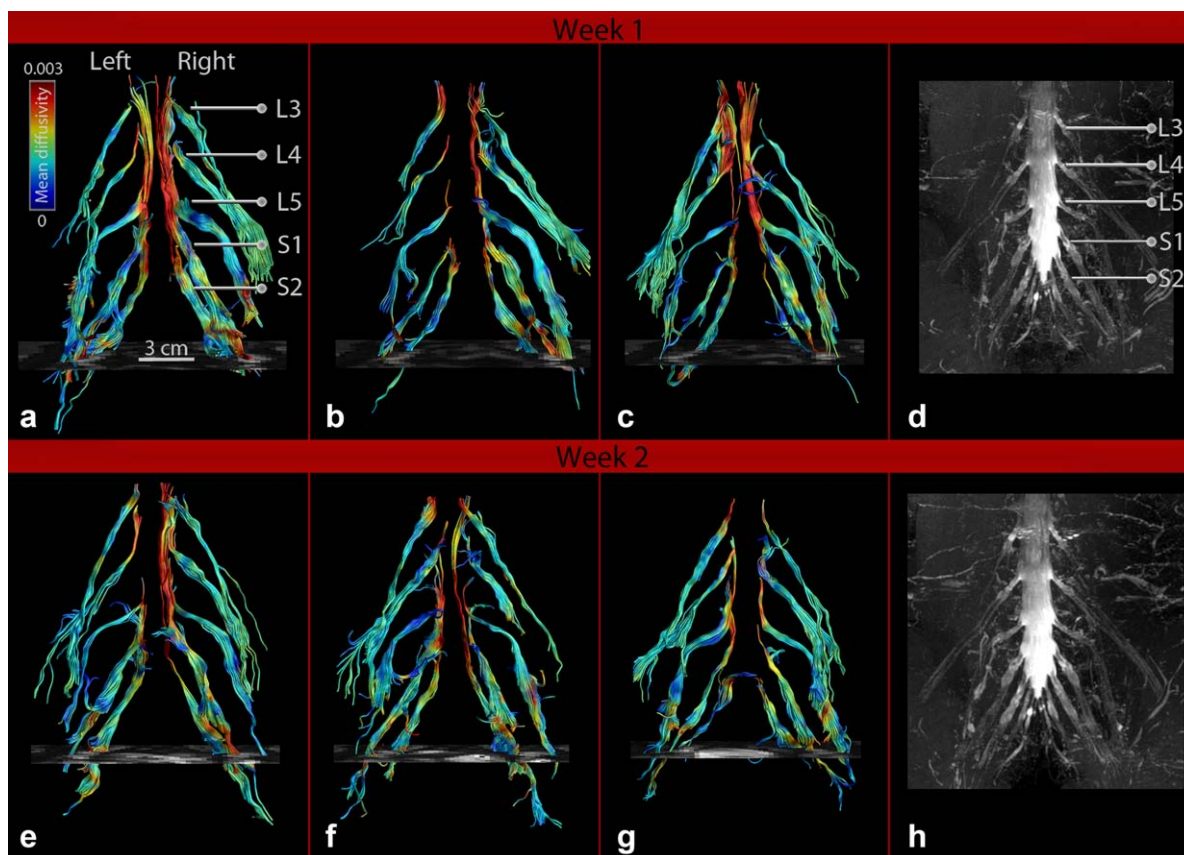 Week 1
0.003
Mean diffusivity
0
Left Right
L3
L4
L5
S1
S2
3 cm
a
b
c
L3
L4
L5
S1
S2
d
Week 2
e
f
g
h